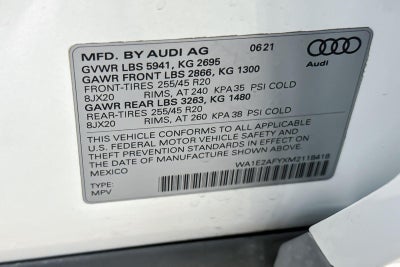 MFD. BY AUDI AG 06 21
GVWR LBS 5941, KG 2695
GAWR FRONT LBS 2866, KG 1300
FRONT-TIRES 255/45 R20
8JX20 RIMS, AT 240 KPA 35 PSI COLD
GAWR REAR LBS 3263, KG 1480
REAR-TIRES 255/45 R20
8JX20 RIMS, AT 260 KPA 38 PSI COLD
Audi
THIS VEHICLE CONFORMS TO ALL APPLICABLE
U.S. FEDERAL MOTOR VEHICLE SAFETY
AND THEFT PREVENTION STANDARDS IN EFFECT ON
THE DATE OF MANUFACTURE SHOWN ABOVE.
MEXICO WA1E2AFYXM2118418
TYPE:
MPV